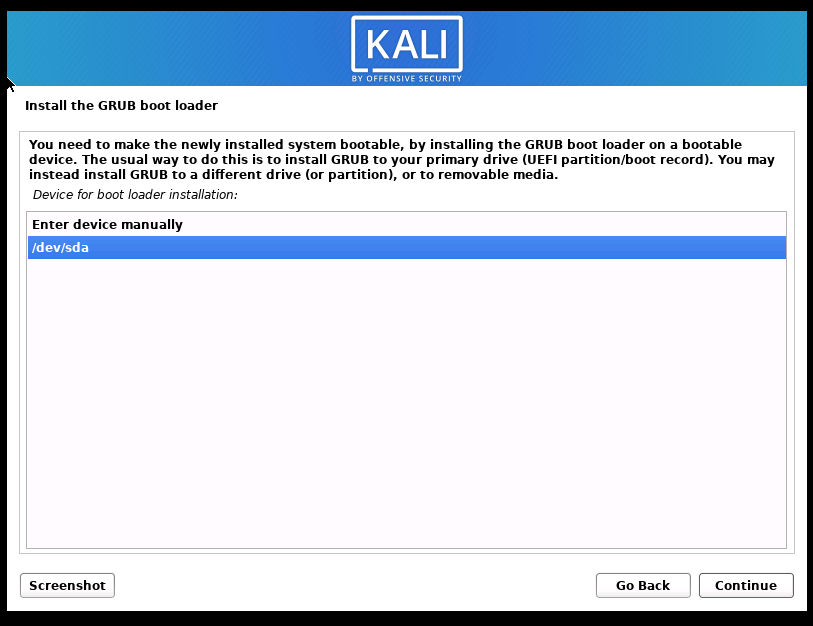 KALI
BY OFFENSIVE SECURITY
Install the GRUB boot loader
You need to make the newly installed system bootable, by installing the GRUB boot loader on a bootable
device. The usual way to do this is to install GRUB to your primary drive (UEFI partition/boot record). You may
instead install GRUB to a different drive (or partition), or to removable media.
Device for boot loader installation:
Enter device manually
/dev/sda
Screenshot
Go Back
Continue